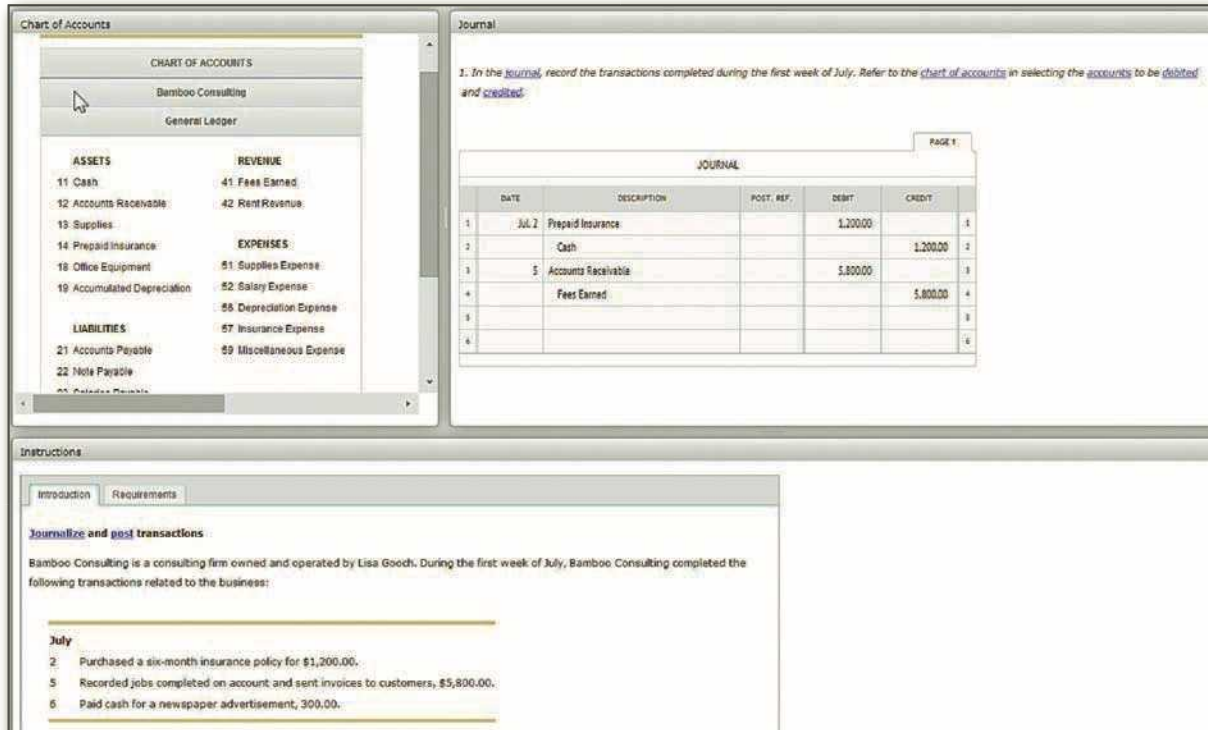 Chart of Accounts
CHART OF ACCOUNTS
Bamboo Consulting
General Ledger
ASSETS
11 Cash
12 Accounts Receivable
13 Supplies
14 Prepaid Insurance
18 Office Equipment
19 Accumulated Depreciation
LIABILITIES
21 Accounts Payable
22 Note Payable
REVENUE
41 Fees Earned
42 Rent Revenue
EXPENSES
51 Supplies Expense
52 Salary Expense
56 Depreciation Expense
57 Insurance Expense
59 Miscellaneous Expense
Journal
1. In the journal, record the transactions completed during the first week of July. Refer to the chart of accounts in selecting the accounts to be debited
and credited.
PAGE 1
JOURNAL
DATE DESCRIPTION POST. REF. DEBIT CREDIT
1 Jul. 2 Prepaid Insurance 1,200.00 1
2 Cash 1,200.00 2
3 5 Accounts Receivable 5,800.00 3
4 Fees Earned 5,800.00 4
5 5
6 6
Instructions
Introduction Requirements
Journalize and post transactions
Bamboo Consulting is a consulting firm owned and operated by Lisa Gooch. During the first week of July, Bamboo Consulting completed the
following transactions related to the business:
July
2 Purchased a six-month insurance policy for $1,200.00.
5 Recorded jobs completed on account and sent invoices to customers, $5,800.00.
6 Paid cash for a newspaper advertisement, 300.00.